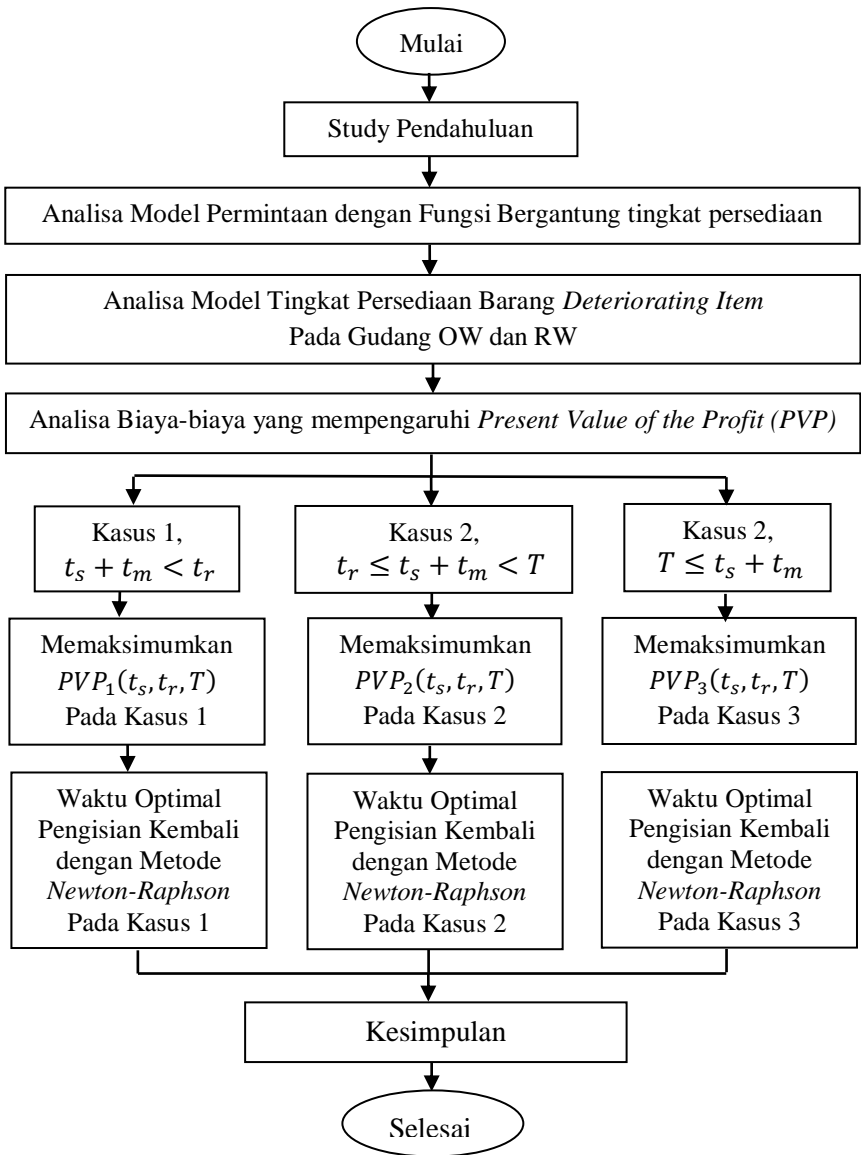 Mulai
Study Pendahuluan
Analisa Model Permintaan dengan Fungsi Bergantung tingkat persediaan
Analisa Model Tingkat Persediaan Barang Deteriorating Item
Pada Gudang OW dan RW
Analisa Biaya-biaya yang mempengaruhi Present Value of the Profit (PVP)
Kasus 1,
$t_s + t_m < t_r$
Kasus 2,
$t_r \leq t_s + t_m < T$
Kasus 2,
$T \leq t_s + t_m$
Memaksimumkan
$PVP_1(t_s, t_r, T)$
Pada Kasus 1
Memaksimumkan
$PVP_2(t_s, t_r, T)$
Pada Kasus 2
Memaksimumkan
$PVP_3(t_s, t_r, T)$
Pada Kasus 3
Waktu Optimal
Pengisian Kembali
dengan Metode
Newton-Raphson
Pada Kasus 1
Waktu Optimal
Pengisian Kembali
dengan Metode
Newton-Raphson
Pada Kasus 2
Waktu Optimal
Pengisian Kembali
dengan Metode
Newton-Raphson
Pada Kasus 3
Kesimpulan
Selesai